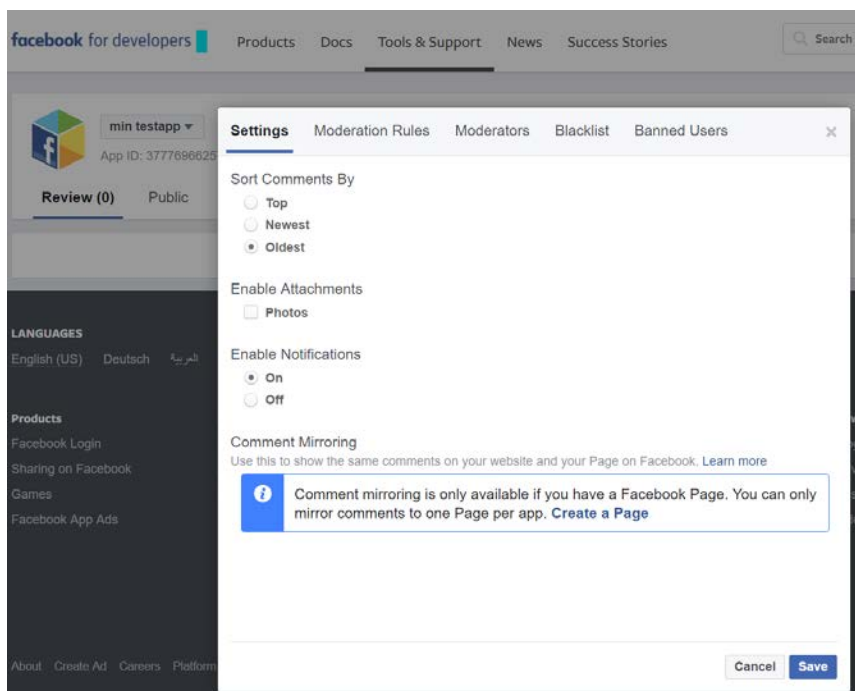 facebook for developers Products Docs Tools & Support News Success Stories Search
min testapp
App ID: 3777696625
Review (0) Public
Settings Moderation Rules Moderators Blacklist Banned Users
Sort Comments By
Top
Newest
Oldest
Enable Attachments
Photos
Enable Notifications
On
Off
Comment Mirroring
Use this to show the same comments on your website and your Page on Facebook. Learn more
Comment mirroring is only available if you have a Facebook Page. You can only
mirror comments to one Page per app. Create a Page
Cancel Save
LANGUAGES
English (US) Deutsch العربية
Products
Facebook Login
Sharing on Facebook
Games
Facebook App Ads
About Create Ad Careers Platform